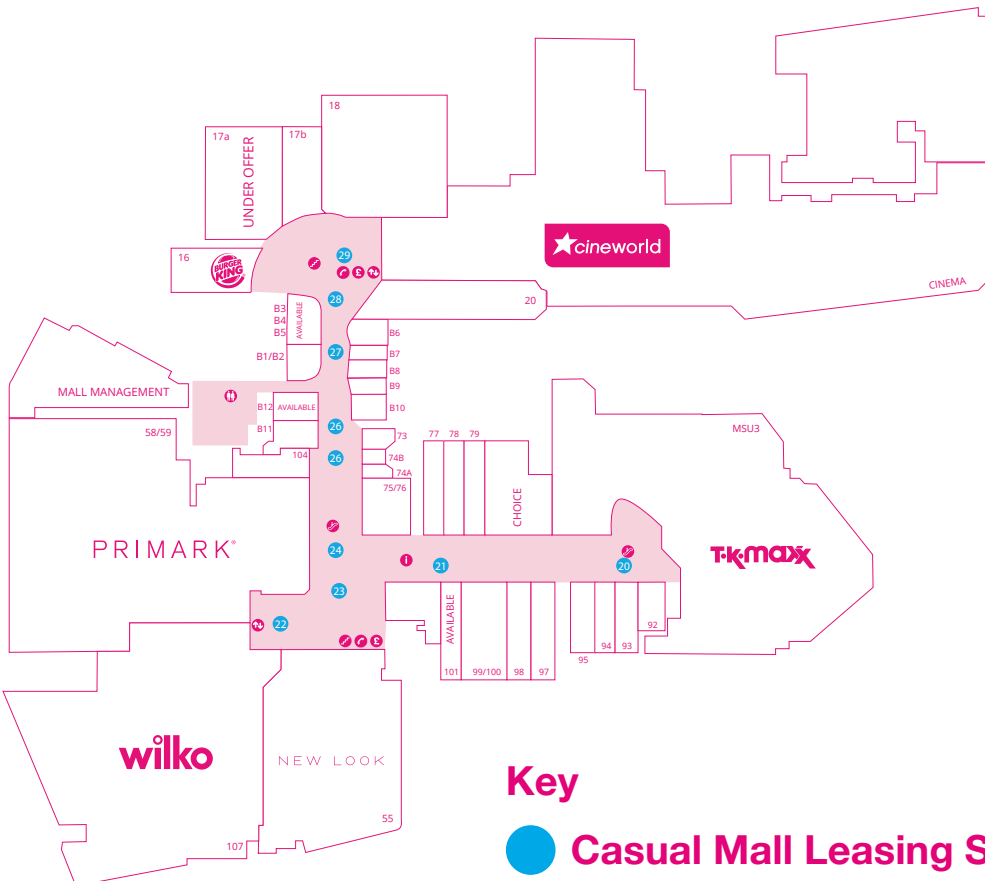 18
17a
17b
UNDER OFFER
16
BURGER KING
29
£
cineworld
28
20
CINEMA
B3
B4
B5
AVAILABLE
B6
27
B1/B2
B7
B8
B9
B10
MALL MANAGEMENT
B12
AVAILABLE
B11
26
26
58/59
104
73
74B
74A
75/76
77
78
79
CHOICE
MSU3
PRIMARK
24
i
21
20
T·K·maxx
23
22
£
AVAILABLE
101
99/100
98
97
95
94
93
92
wilko
NEW LOOK
55
107
Key
Casual Mall Leasing S